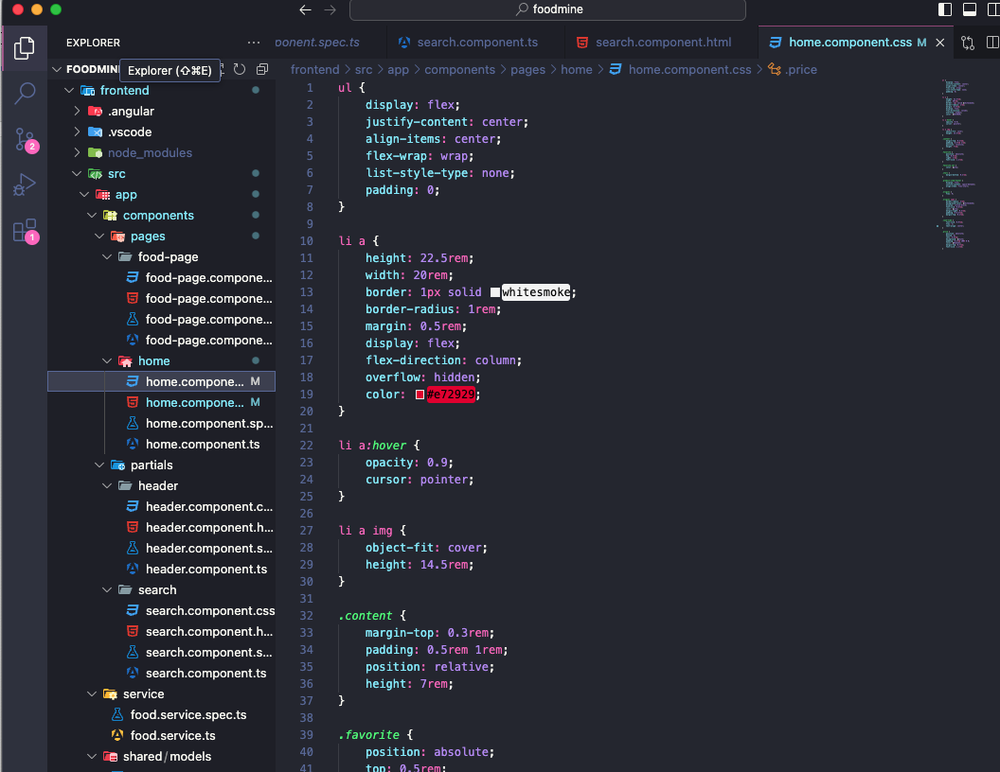 foodmine
EXPLORER
...
ponent.spec.ts
search.component.ts
search.component.html
home.component.css M
FOODMIN
Explorer (⇧⌘E)
frontend > src > app > components > pages > home > home.component.css > .price
frontend
.angular
.vscode
node_modules
src
app
components
pages
food-page
food-page.compone...
food-page.compone...
food-page.compone...
food-page.compone...
home
home.compone... M
home.compone... M
home.component.sp...
home.component.ts
partials
header
header.component.c...
header.component.h...
header.component.s...
header.component.ts
search
search.component.css
search.component.h...
search.component.s...
search.component.ts
service
food.service.spec.ts
food.service.ts
shared/models
2
1
1 ul {
2 display: flex;
3 justify-content: center;
4 align-items: center;
5 flex-wrap: wrap;
6 list-style-type: none;
7 padding: 0;
8 }
9
10 li a {
11 height: 22.5rem;
12 width: 20rem;
13 border: 1px solid whitesmoke;
14 border-radius: 1rem;
15 margin: 0.5rem;
16 display: flex;
17 flex-direction: column;
18 overflow: hidden;
19 color: #e72929;
20 }
21
22 li a:hover {
23 opacity: 0.9;
24 cursor: pointer;
25 }
26
27 li a img {
28 object-fit: cover;
29 height: 14.5rem;
30 }
31
32 .content {
33 margin-top: 0.3rem;
34 padding: 0.5rem 1rem;
35 position: relative;
36 height: 7rem;
37 }
38
39 .favorite {
40 position: absolute;
41 top: 0.5rem;